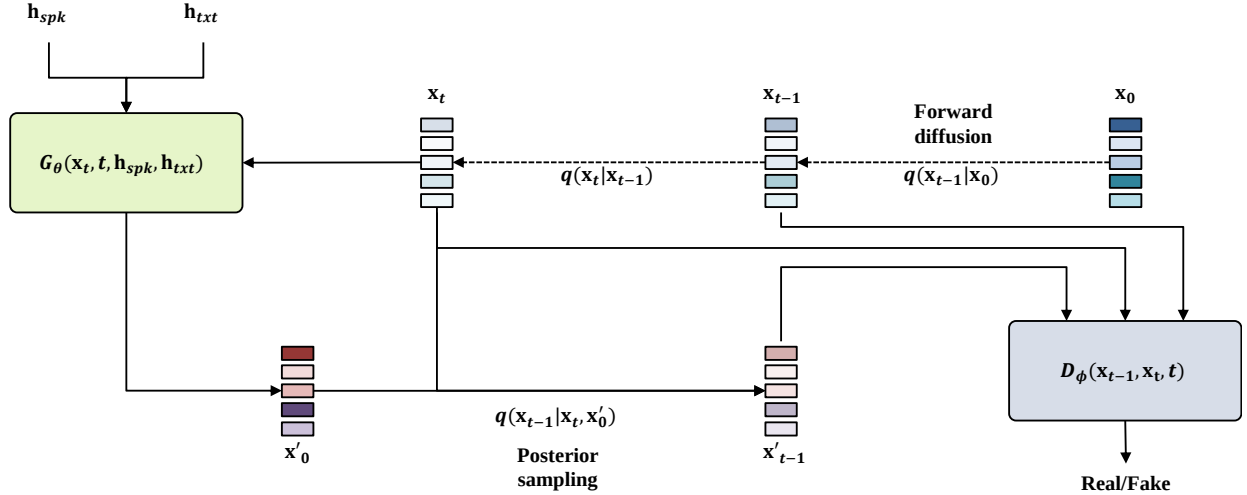 h_spk
h_txt
x_t
x_{t−1}
x_0
Forward
diffusion
G_θ(x_t, t, h_spk, h_txt)
q(x_t|x_{t−1})
q(x_{t−1}|x_0)
D_ϕ(x_{t−1}, x_t, t)
q(x_{t−1}|x_t, x′_0)
x′_0
Posterior
sampling
x′_{t−1}
Real/Fake